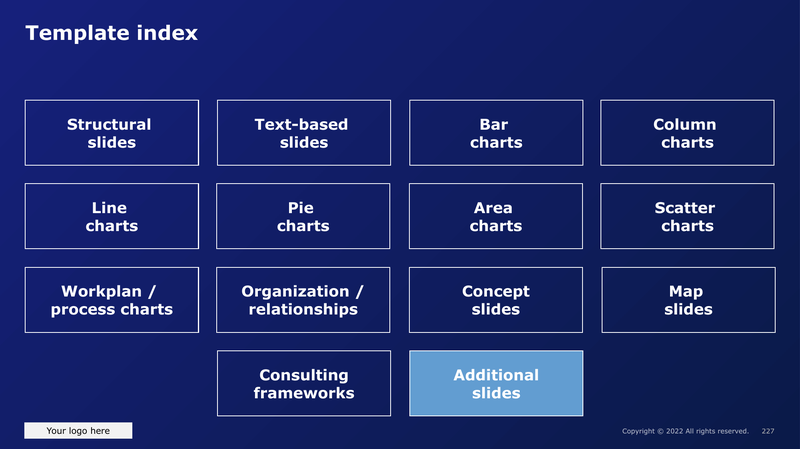 Template index
Structural
slides
Text-based
slides
Bar
charts
Column
charts
Line
charts
Pie
charts
Area
charts
Scatter
charts
Workplan /
process charts
Organization /
relationships
Concept
slides
Map
slides
Consulting
frameworks
Additional
slides
Your logo here
Copyright © 2022 All rights reserved. 227